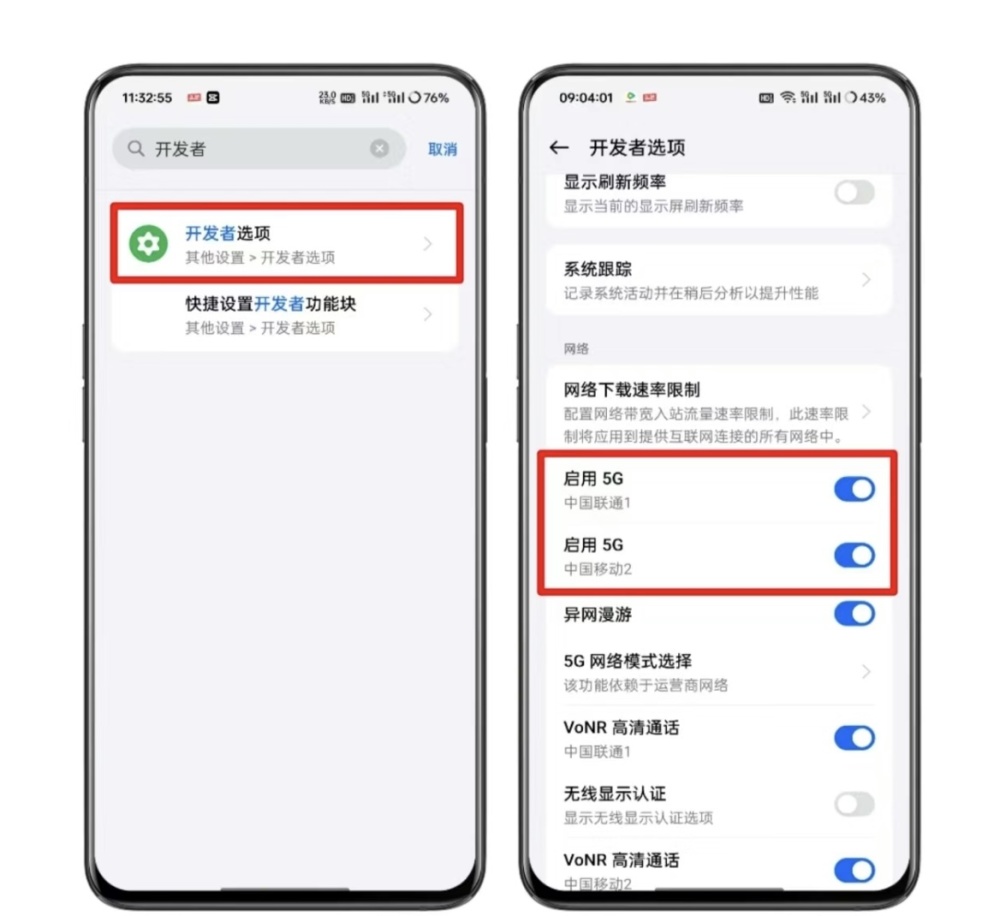 11:32:55
23.0 KB/S HD 5G 5G 76%
开发者
取消
开发者选项
其他设置 > 开发者选项
快捷设置开发者功能块
其他设置 > 开发者选项
09:04:01
HD 5G 5G 43%
开发者选项
显示刷新频率
显示当前的显示屏刷新频率
系统跟踪
记录系统活动并在稍后分析以提升性能
网络
网络下载速率限制
配置网络带宽入站流量速率限制，此速率限
制将应用到提供互联网连接的所有网络中。
启用 5G
中国联通1
启用 5G
中国移动2
异网漫游
5G 网络模式选择
该功能依赖于运营商网络
VoNR 高清通话
中国联通1
无线显示认证
显示无线显示认证选项
VoNR 高清通话
中国移动2